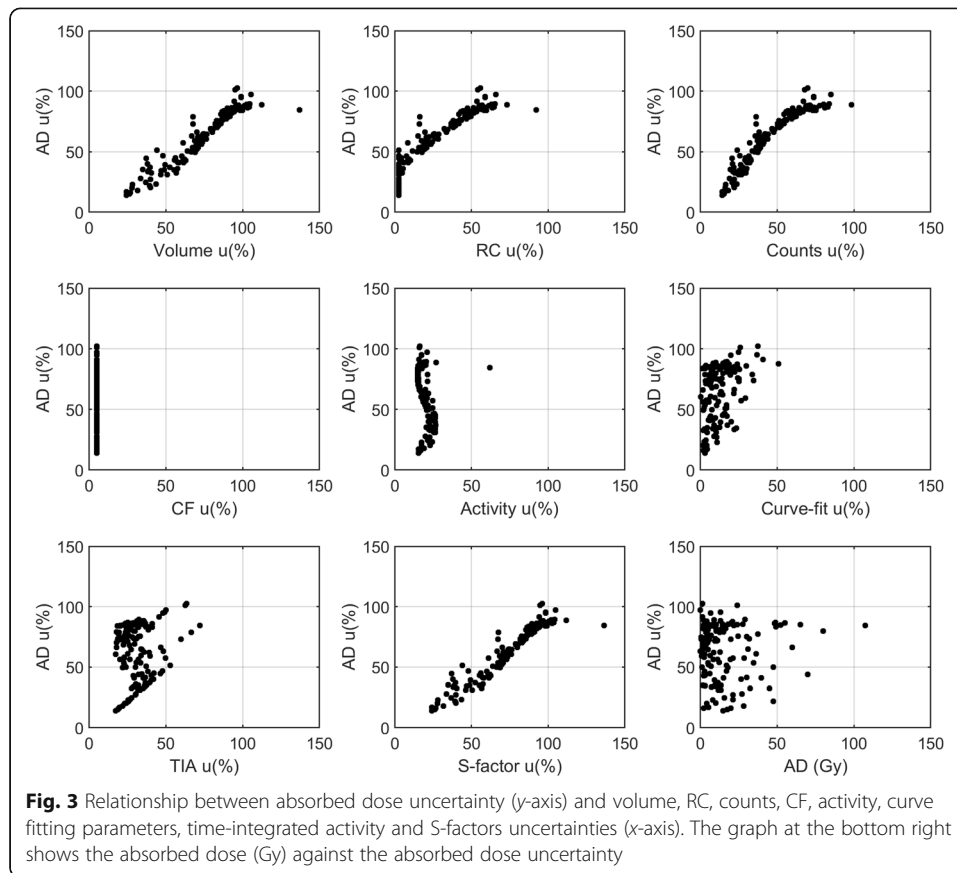 150
100
50
0
AD u(%)
0 50 100 150
Volume u(%)
150
100
50
0
AD u(%)
0 50 100 150
RC u(%)
150
100
50
0
AD u(%)
0 50 100 150
Counts u(%)
150
100
50
0
AD u(%)
0 50 100 150
CF u(%)
150
100
50
0
AD u(%)
0 50 100 150
Activity u(%)
150
100
50
0
AD u(%)
0 50 100 150
Curve-fit u(%)
150
100
50
0
AD u(%)
0 50 100 150
TIA u(%)
150
100
50
0
AD u(%)
0 50 100 150
S-factor u(%)
150
100
50
0
AD u(%)
0 50 100 150
AD (Gy)
Fig. 3 Relationship between absorbed dose uncertainty (y-axis) and volume, RC, counts, CF, activity, curve
fitting parameters, time-integrated activity and S-factors uncertainties (x-axis). The graph at the bottom right
shows the absorbed dose (Gy) against the absorbed dose uncertainty